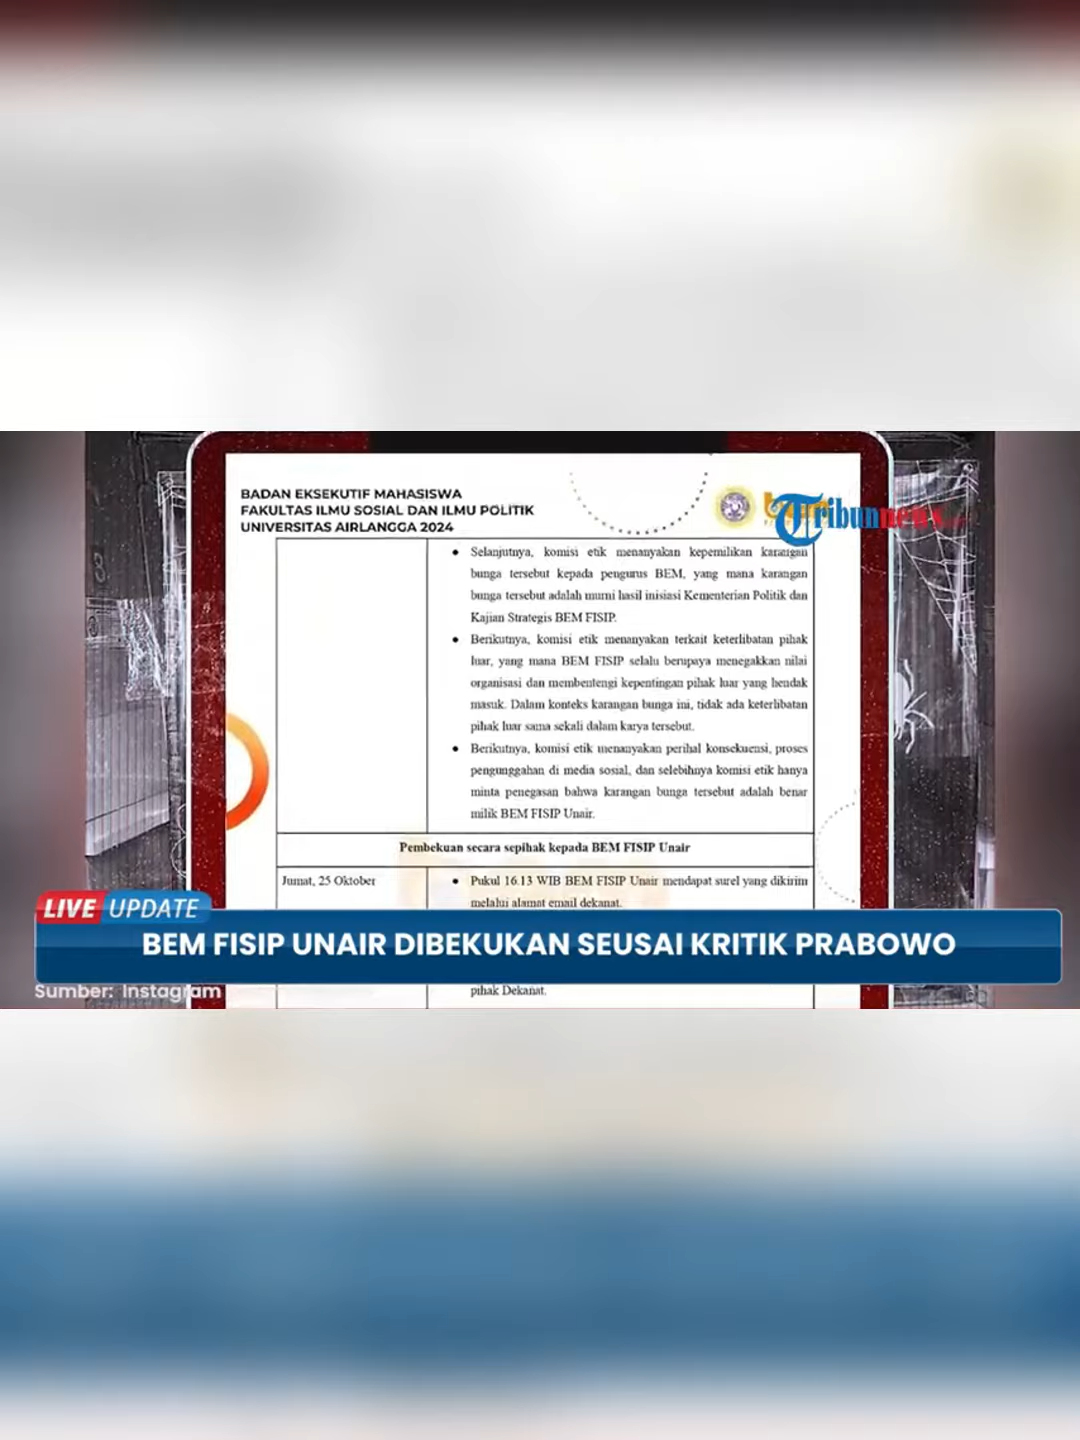 BADAN EKSEKUTIF MAHASISWA
FAKULTAS ILMU SOSIAL DAN ILMU POLITIK
UNIVERSITAS AIRLANGGA 2024
Tribunnews
• Selanjutnya, komisi etik menanyakan kepemilikan karangan
bunga tersebut kepada pengurus BEM, yang mana karangan
bunga tersebut adalah murni hasil inisiasi Kementerian Politik dan
Kajian Strategis BEM FISIP.
• Berikutnya, komisi etik menanyakan terkait keterlibatan pihak
luar, yang mana BEM FISIP selalu berupaya menegakkan nilai
organisasi dan membentengi kepentingan pihak luar yang hendak
masuk. Dalam konteks karangan bunga ini, tidak ada keterlibatan
pihak luar sama sekali dalam karya tersebut.
• Berikutnya, komisi etik menanyakan perihal konsekuensi, proses
pengunggahan di media sosial, dan selebihnya komisi etik hanya
minta penegasan bahwa karangan bunga tersebut adalah benar
milik BEM FISIP Unair.
Pembekuan secara sepihak kepada BEM FISIP Unair
Jumat, 25 Oktober
• Pukul 16.13 WIB BEM FISIP Unair mendapat surel yang dikirim
melalui alamat email dekanat.
LIVE UPDATE
BEM FISIP UNAIR DIBEKUKAN SEUSAI KRITIK PRABOWO
Sumber: Instagram
pihak Dekanat.